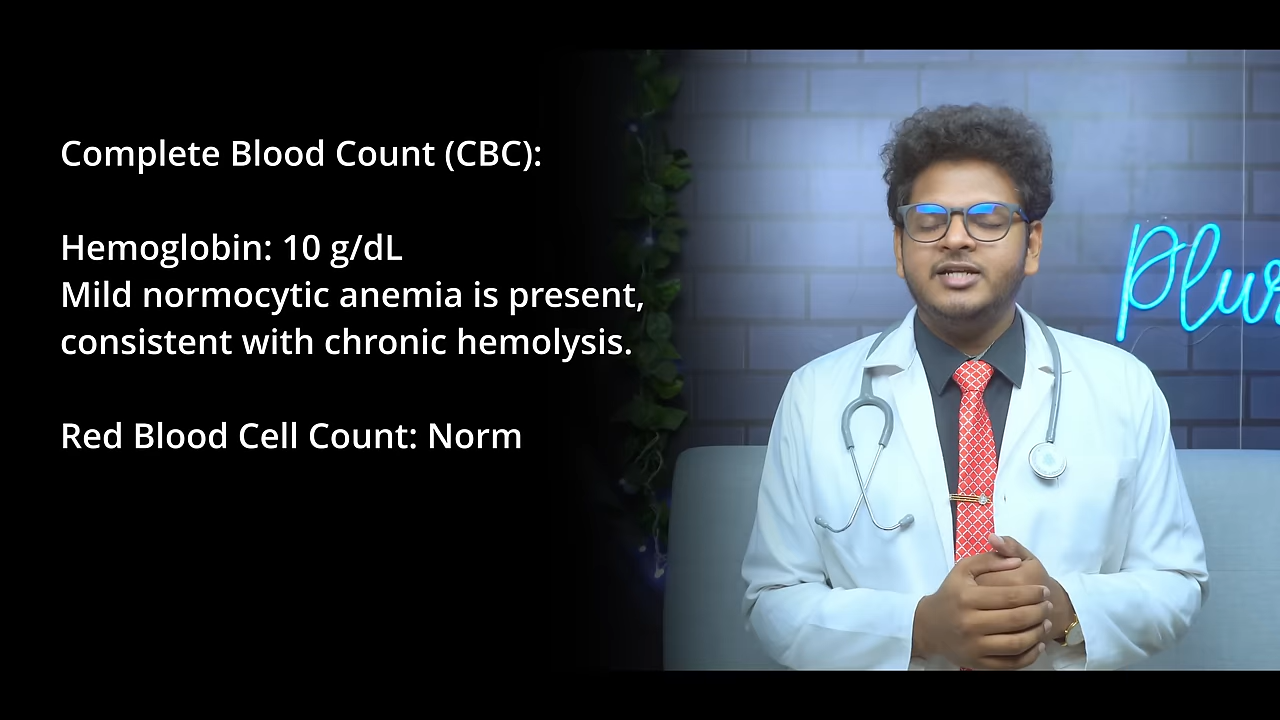 Complete Blood Count (CBC):
Hemoglobin: 10 g/dL
Mild normocytic anemia is present,
consistent with chronic hemolysis.
Red Blood Cell Count: Norm
Plus